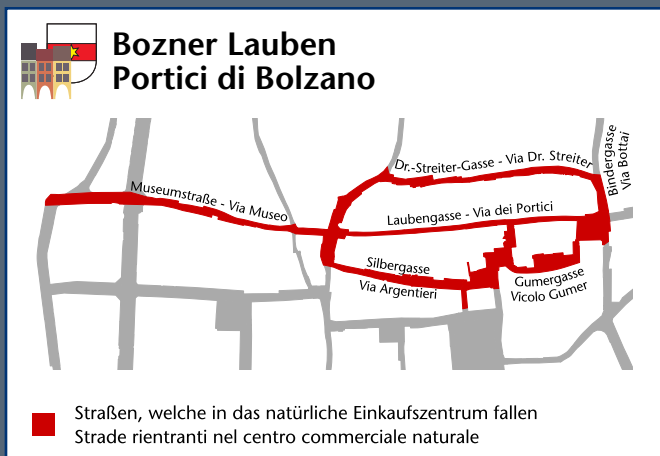 Bozner Lauben
Portici di Bolzano
Bindergasse
Via Bottai
Dr.-Streiter-Gasse - Via Dr. Streiter
Museumstraße - Via Museo
Laubengasse - Via dei Portici
Silbergasse
Via Argentieri
Gumergasse
Vicolo Gumer
Straßen, welche in das natürliche Einkaufszentrum fallen
Strade rientranti nel centro commerciale naturale